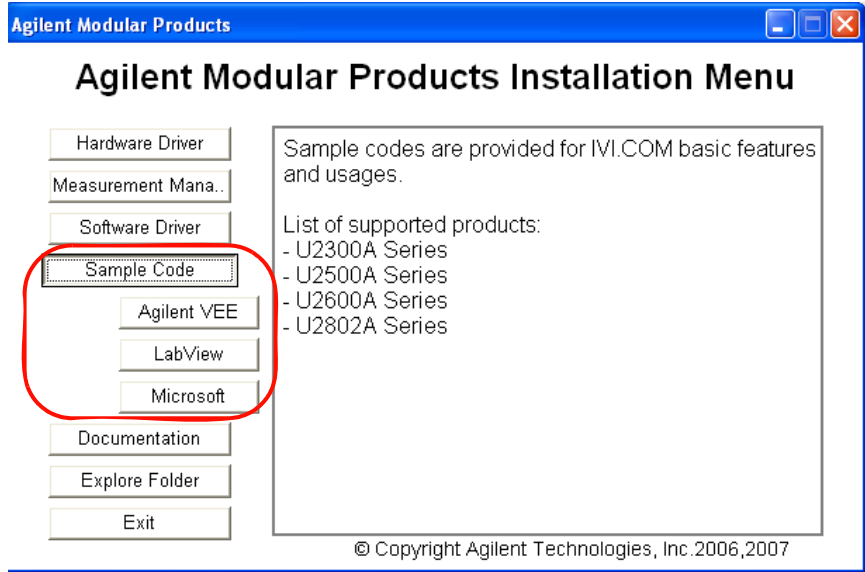 Agilent Modular Products
Agilent Modular Products Installation Menu
Hardware Driver
Measurement Mana..
Software Driver
Sample Code
Agilent VEE
LabView
Microsoft
Documentation
Explore Folder
Exit
Sample codes are provided for IVI.COM basic features
and usages.
List of supported products:
- U2300A Series
- U2500A Series
- U2600A Series
- U2802A Series
© Copyright Agilent Technologies, Inc.2006,2007